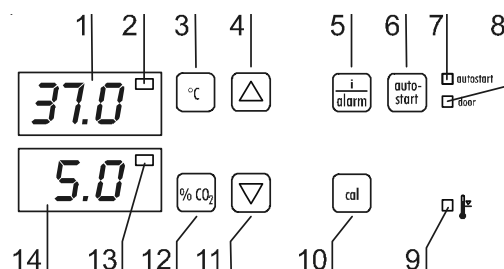 1 2 3 4 5 6 7 8
37.0 °C i alarm auto-start autostart
door
5.0 % CO₂ cal
14 13 12 11 10 9